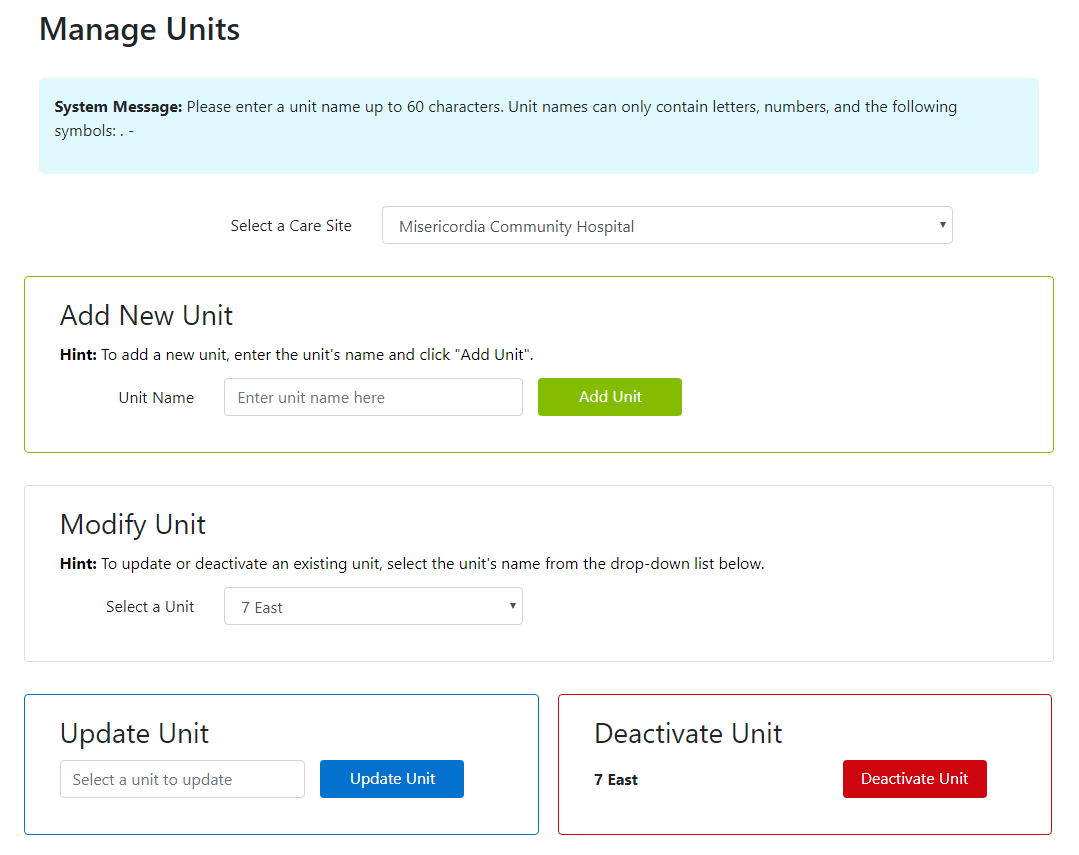 Manage Units
System Message: Please enter a unit name up to 60 characters. Unit names can only contain letters, numbers, and the following
symbols: . -
Select a Care Site Misericordia Community Hospital
Add New Unit
Hint: To add a new unit, enter the unit's name and click "Add Unit".
Unit Name Enter unit name here Add Unit
Modify Unit
Hint: To update or deactivate an existing unit, select the unit's name from the drop-down list below.
Select a Unit 7 East
Update Unit
Select a unit to update Update Unit
Deactivate Unit
7 East Deactivate Unit